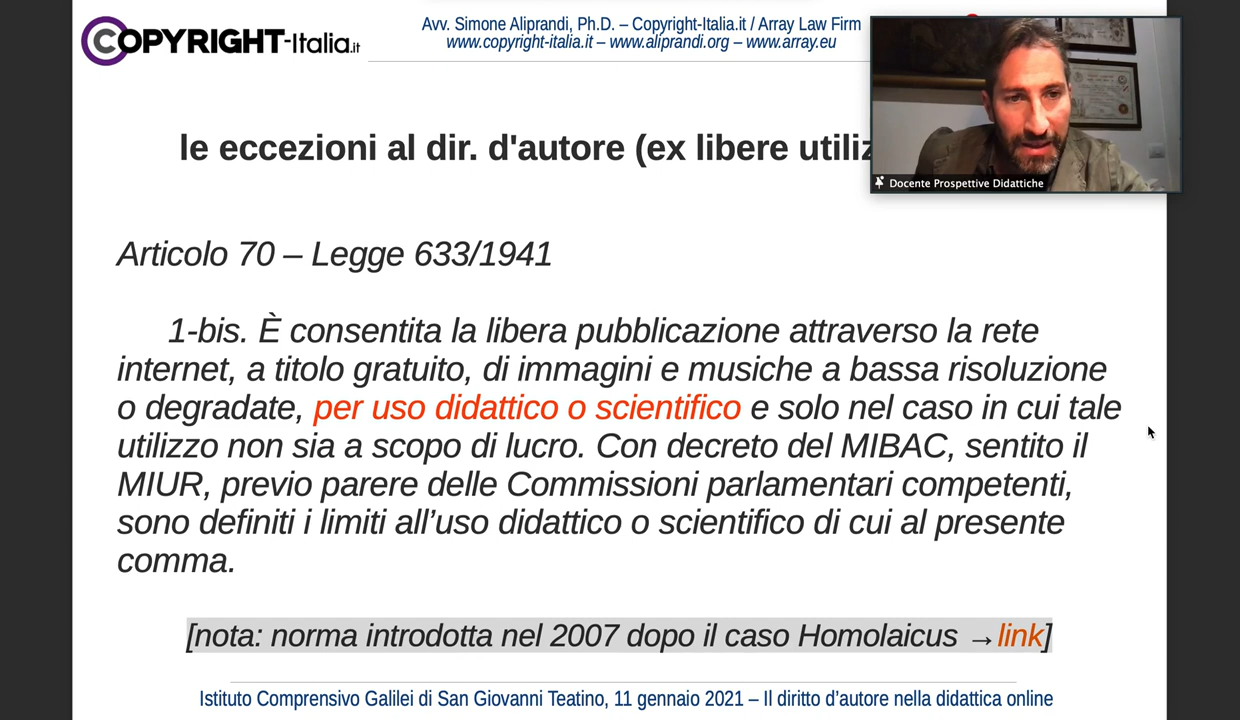 COPYRIGHT-Italia.it
Avv. Simone Aliprandi, Ph.D. – Copyright-Italia.it / Array Law Firm
www.copyright-italia.it – www.aliprandi.org – www.array.eu
le eccezioni al dir. d'autore (ex libere utiliz
Docente Prospettive Didattiche
Articolo 70 – Legge 633/1941
1-bis. È consentita la libera pubblicazione attraverso la rete
internet, a titolo gratuito, di immagini e musiche a bassa risoluzione
o degradate, per uso didattico o scientifico e solo nel caso in cui tale
utilizzo non sia a scopo di lucro. Con decreto del MIBAC, sentito il
MIUR, previo parere delle Commissioni parlamentari competenti,
sono definiti i limiti all’uso didattico o scientifico di cui al presente
comma.
[nota: norma introdotta nel 2007 dopo il caso Homolaicus →link]
Istituto Comprensivo Galilei di San Giovanni Teatino, 11 gennaio 2021 – Il diritto d’autore nella didattica online